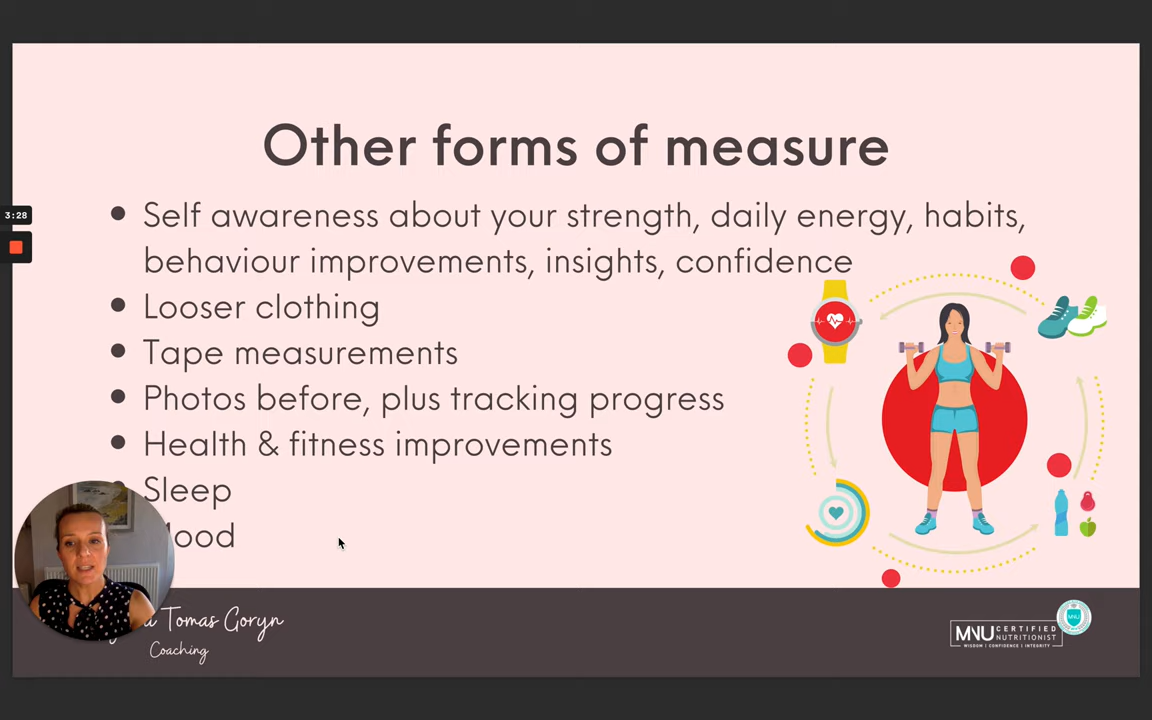 Other forms of measure
3:28
Self awareness about your strength, daily energy, habits,
behaviour improvements, insights, confidence
Looser clothing
Tape measurements
Photos before, plus tracking progress
Health & fitness improvements
Sleep
ood
Tomas Goryn
Coaching
MNU CERTIFIED
NUTRITIONIST
WISDOM | CONFIDENCE | INTEGRITY
MNU